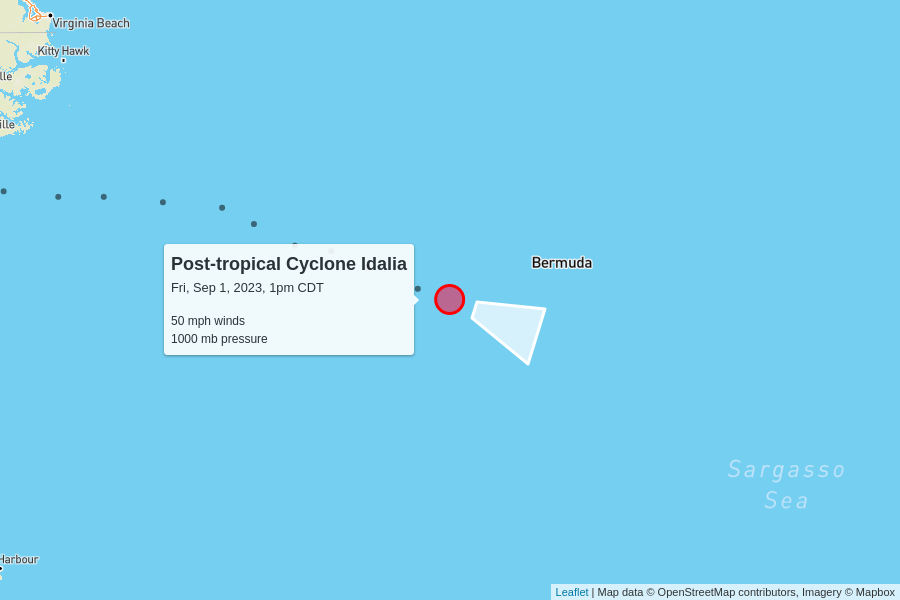 Virginia Beach
Kitty Hawk
lle
ille
Bermuda
Post-tropical Cyclone Idalia
Fri, Sep 1, 2023, 1pm CDT
50 mph winds
1000 mb pressure
Sargasso
Sea
Harbour
Leaflet | Map data © OpenStreetMap contributors, Imagery © Mapbox